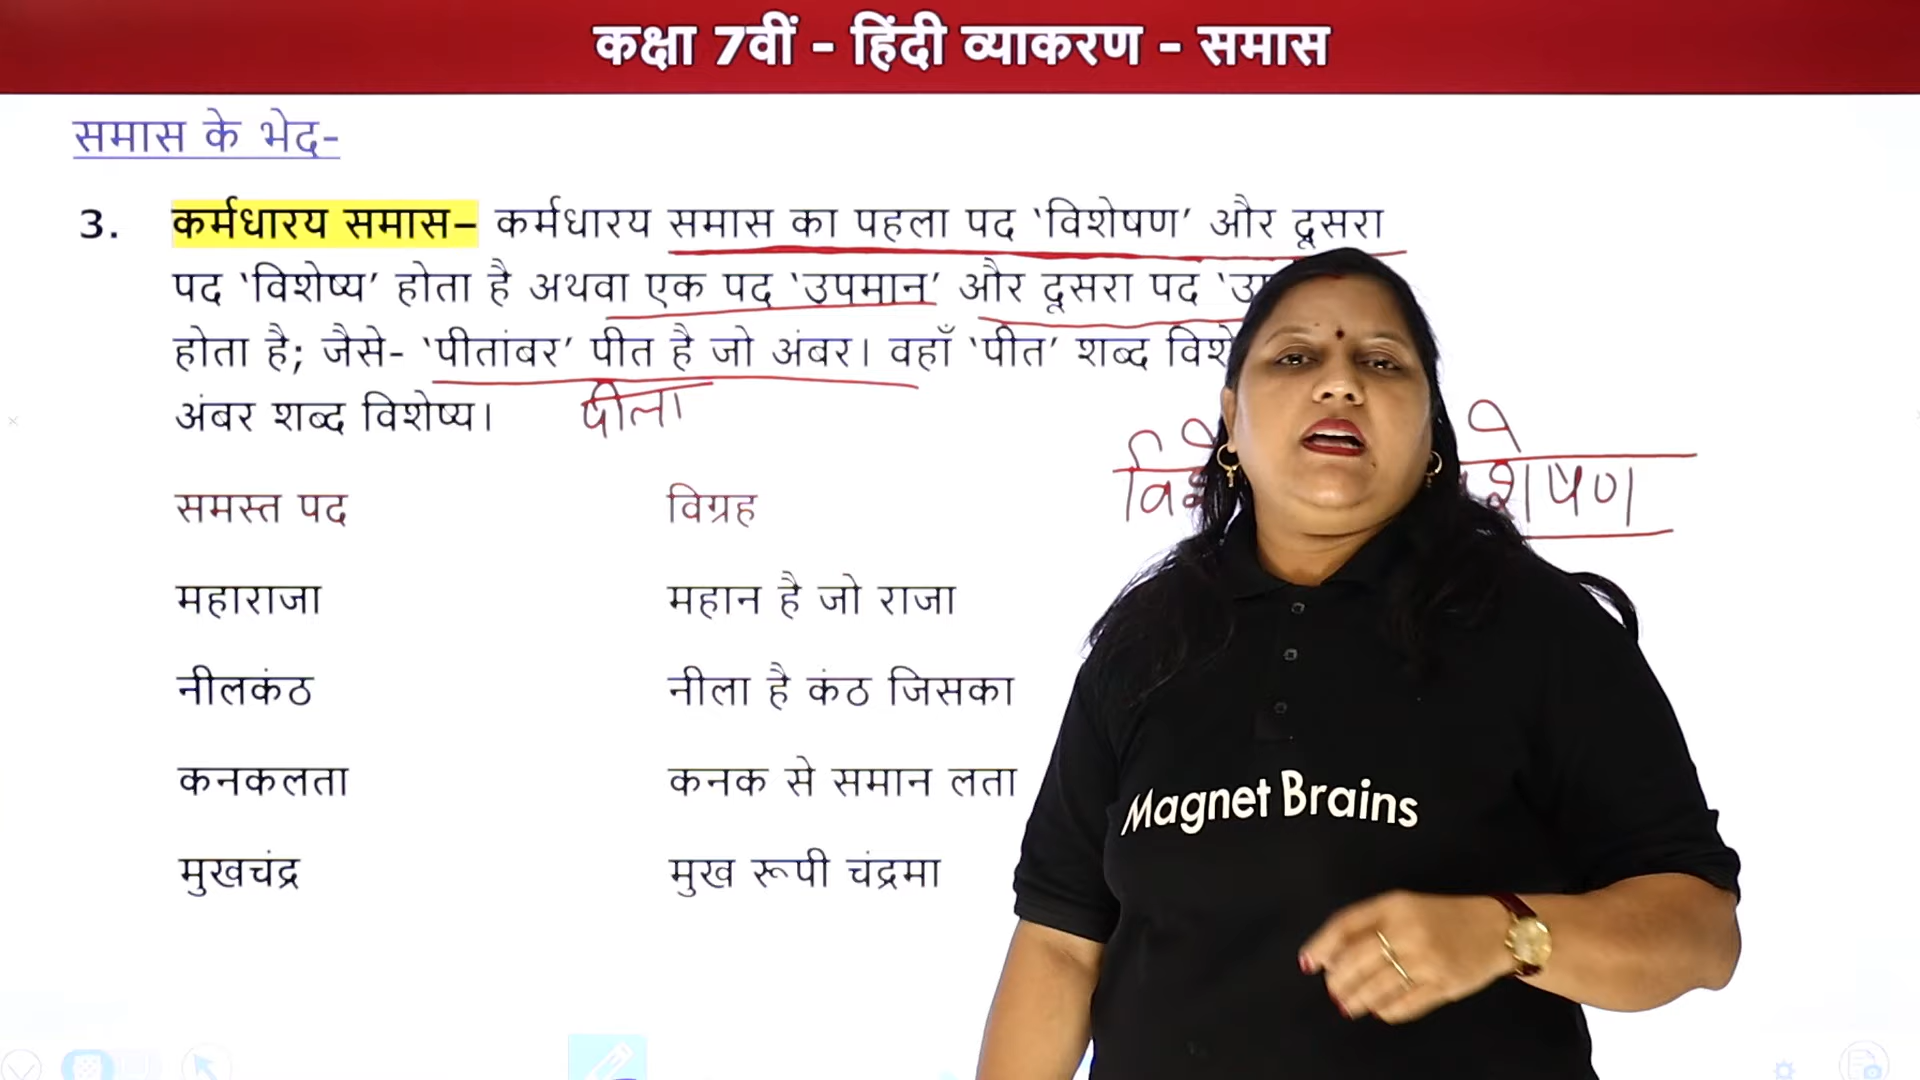 कक्षा 7वीं - हिंदी व्याकरण - समास
समास के भेद-
3. कर्मधारय समास– कर्मधारय समास का पहला पद ‘विशेषण’ और दूसरा
पद ‘विशेष्य’ होता है अथवा एक पद ‘उपमान’ और दूसरा पद
होता है; जैसे- ‘पीतांबर’ पीत है जो अंबर। वहाँ ‘पीत’ शब्द
अंबर शब्द विशेष्य।
पीला
समस्त पद विग्रह
महाराजा महान है जो राजा
नीलकंठ नीला है कंठ जिसका
कनकलता कनक से समान लता
मुखचंद्र मुख रूपी चंद्रमा
Magnet Brains